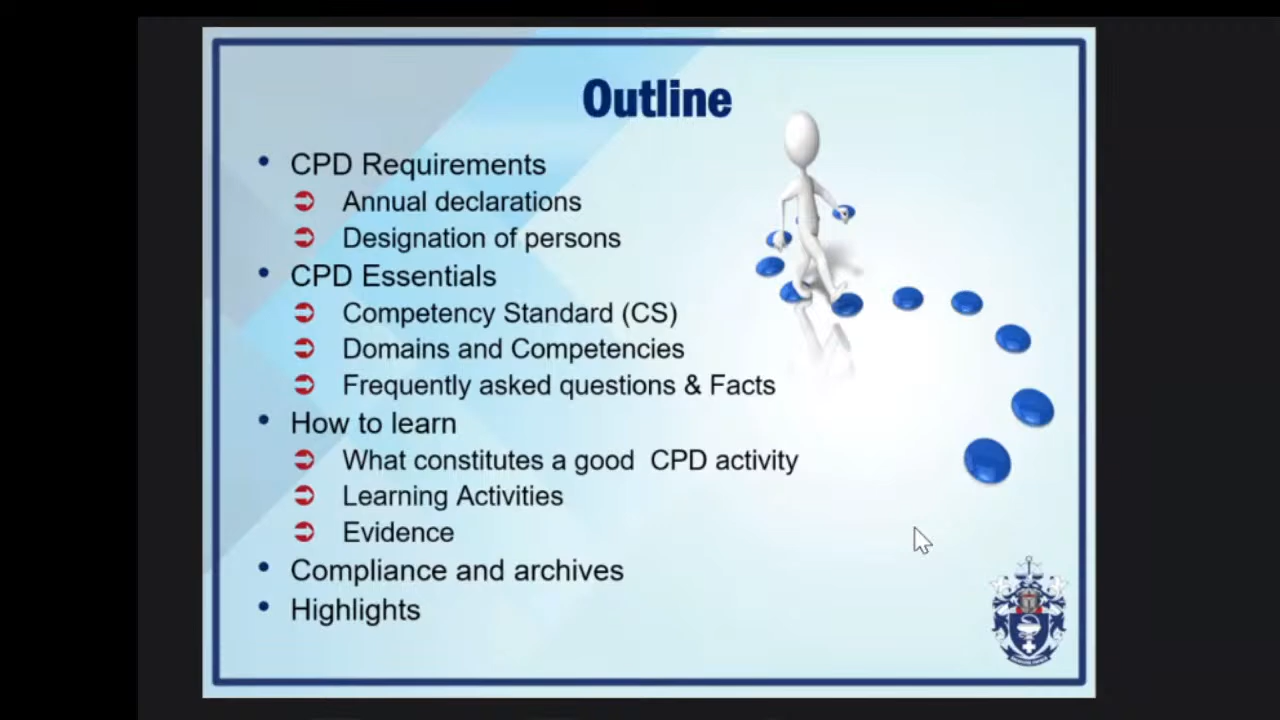 Outline
• CPD Requirements
➲ Annual declarations
➲ Designation of persons
• CPD Essentials
➲ Competency Standard (CS)
➲ Domains and Competencies
➲ Frequently asked questions & Facts
• How to learn
➲ What constitutes a good  CPD activity
➲ Learning Activities
➲ Evidence
• Compliance and archives
• Highlights